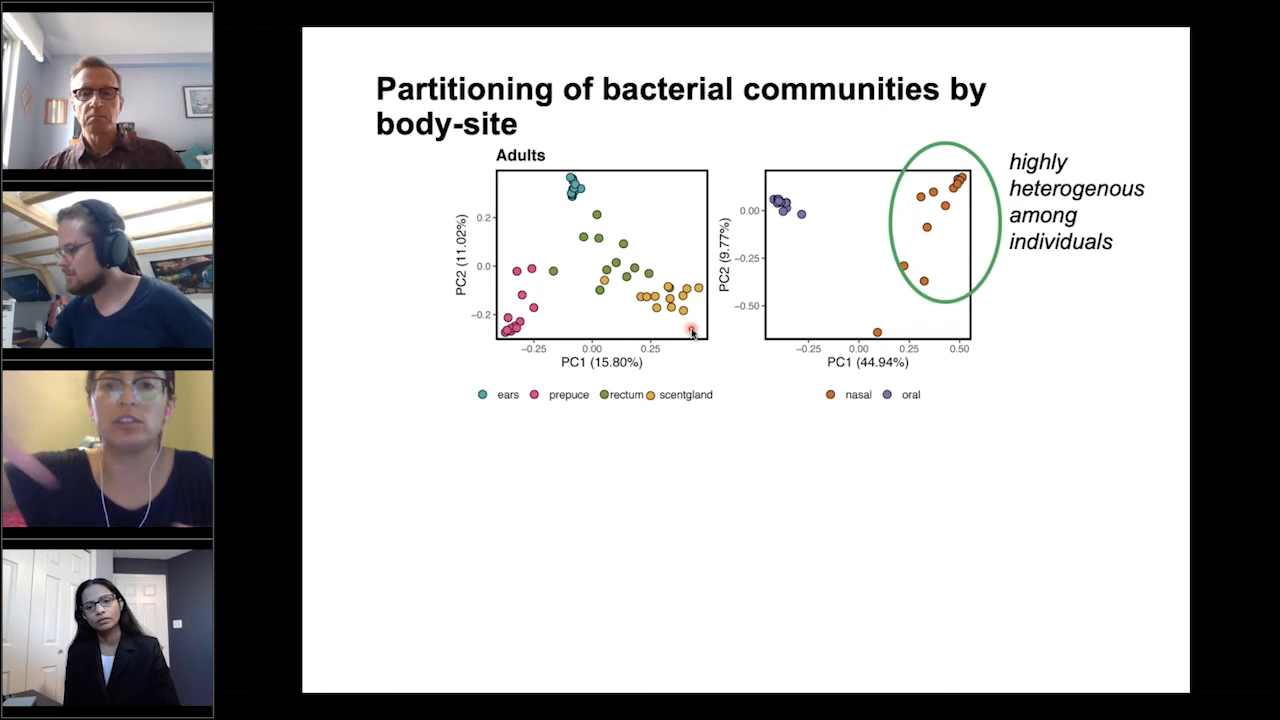 Partitioning of bacterial communities by
body-site
Adults
highly
heterogenous
among
individuals
PC2 (11.02%)
0.2
0.0
−0.2
−0.25
0.00
0.25
PC1 (15.80%)
ears
prepuce
rectum
scentgland
PC2 (9.77%)
0.00
−0.25
−0.50
−0.25
0.00
0.25
0.50
PC1 (44.94%)
nasal
oral